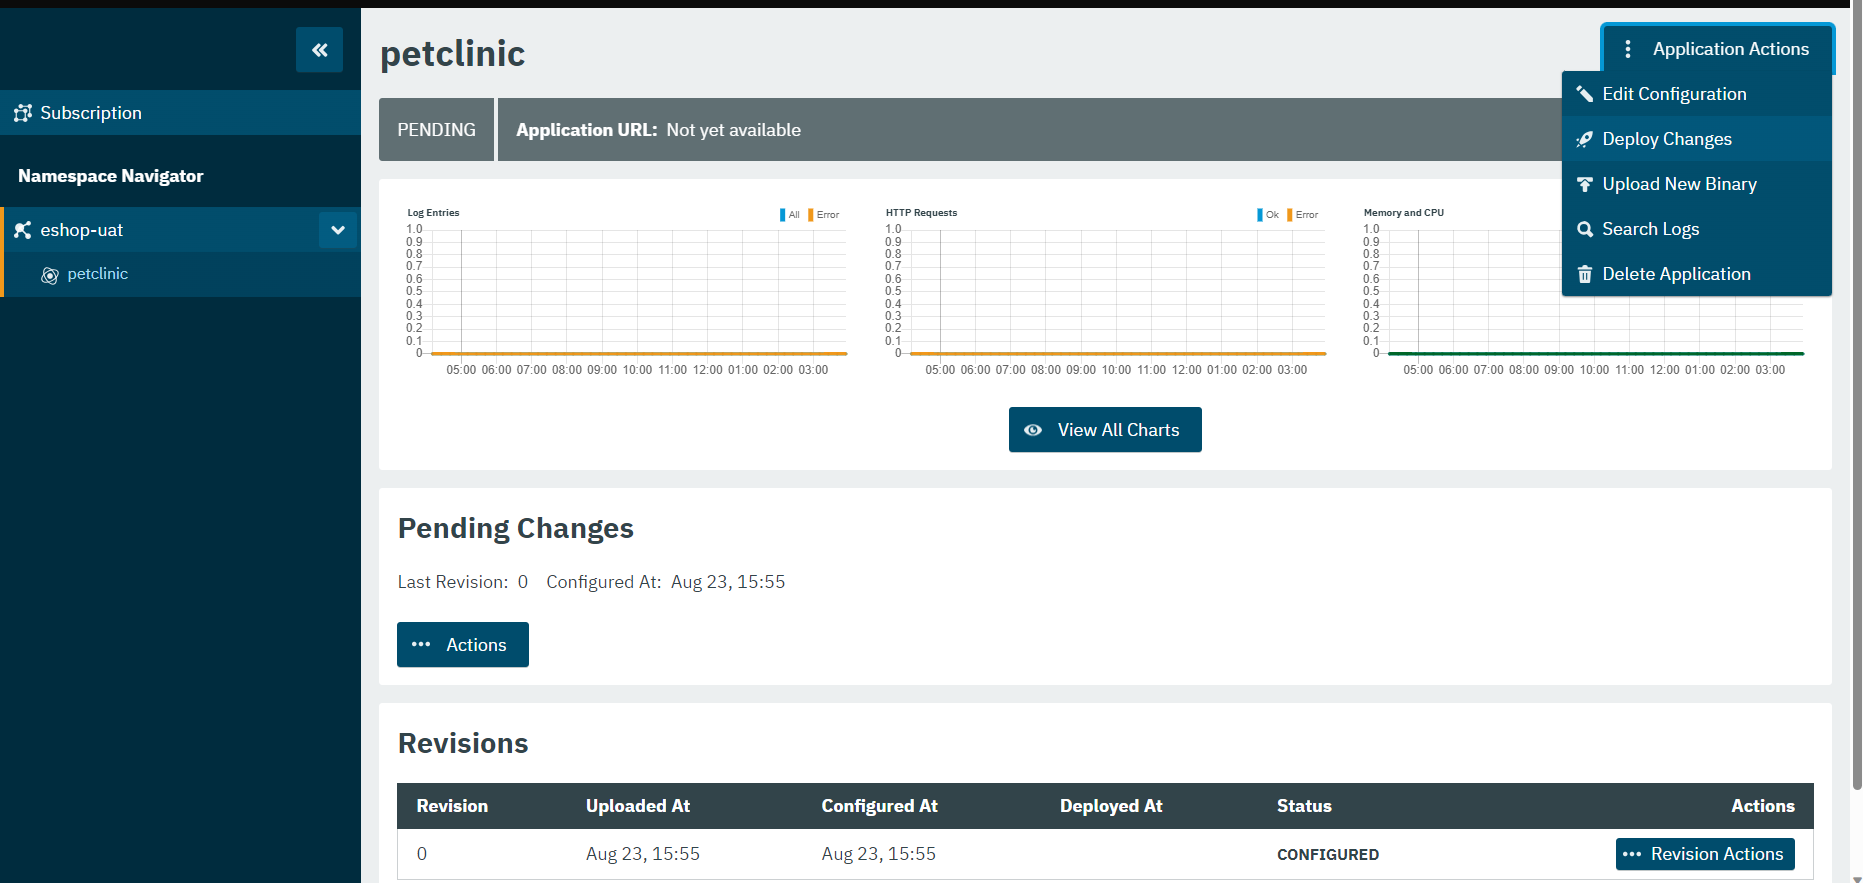 petclinic
Application Actions
Edit Configuration
Deploy Changes
Upload New Binary
Search Logs
Delete Application
Subscription
Namespace Navigator
eshop-uat
petclinic
PENDING
Application URL: Not yet available
Log Entries
All Error
1.0
0.9
0.8
0.7
0.6
0.5
0.4
0.3
0.2
0.1
0
05:00 06:00 07:00 08:00 09:00 10:00 11:00 12:00 01:00 02:00 03:00
HTTP Requests
Ok Error
1.0
0.9
0.8
0.7
0.6
0.5
0.4
0.3
0.2
0.1
0
05:00 06:00 07:00 08:00 09:00 10:00 11:00 12:00 01:00 02:00 03:00
Memory and CPU
1.0
0.9
0.8
0.7
0.6
0.5
0.4
0.3
0.2
0.1
0
05:00 06:00 07:00 08:00 09:00 10:00 11:00 12:00 01:00 02:00 03:00
View All Charts
Pending Changes
Last Revision: 0 Configured At: Aug 23, 15:55
Actions
Revisions
Revision Uploaded At Configured At Deployed At Status Actions
0 Aug 23, 15:55 Aug 23, 15:55 CONFIGURED Revision Actions